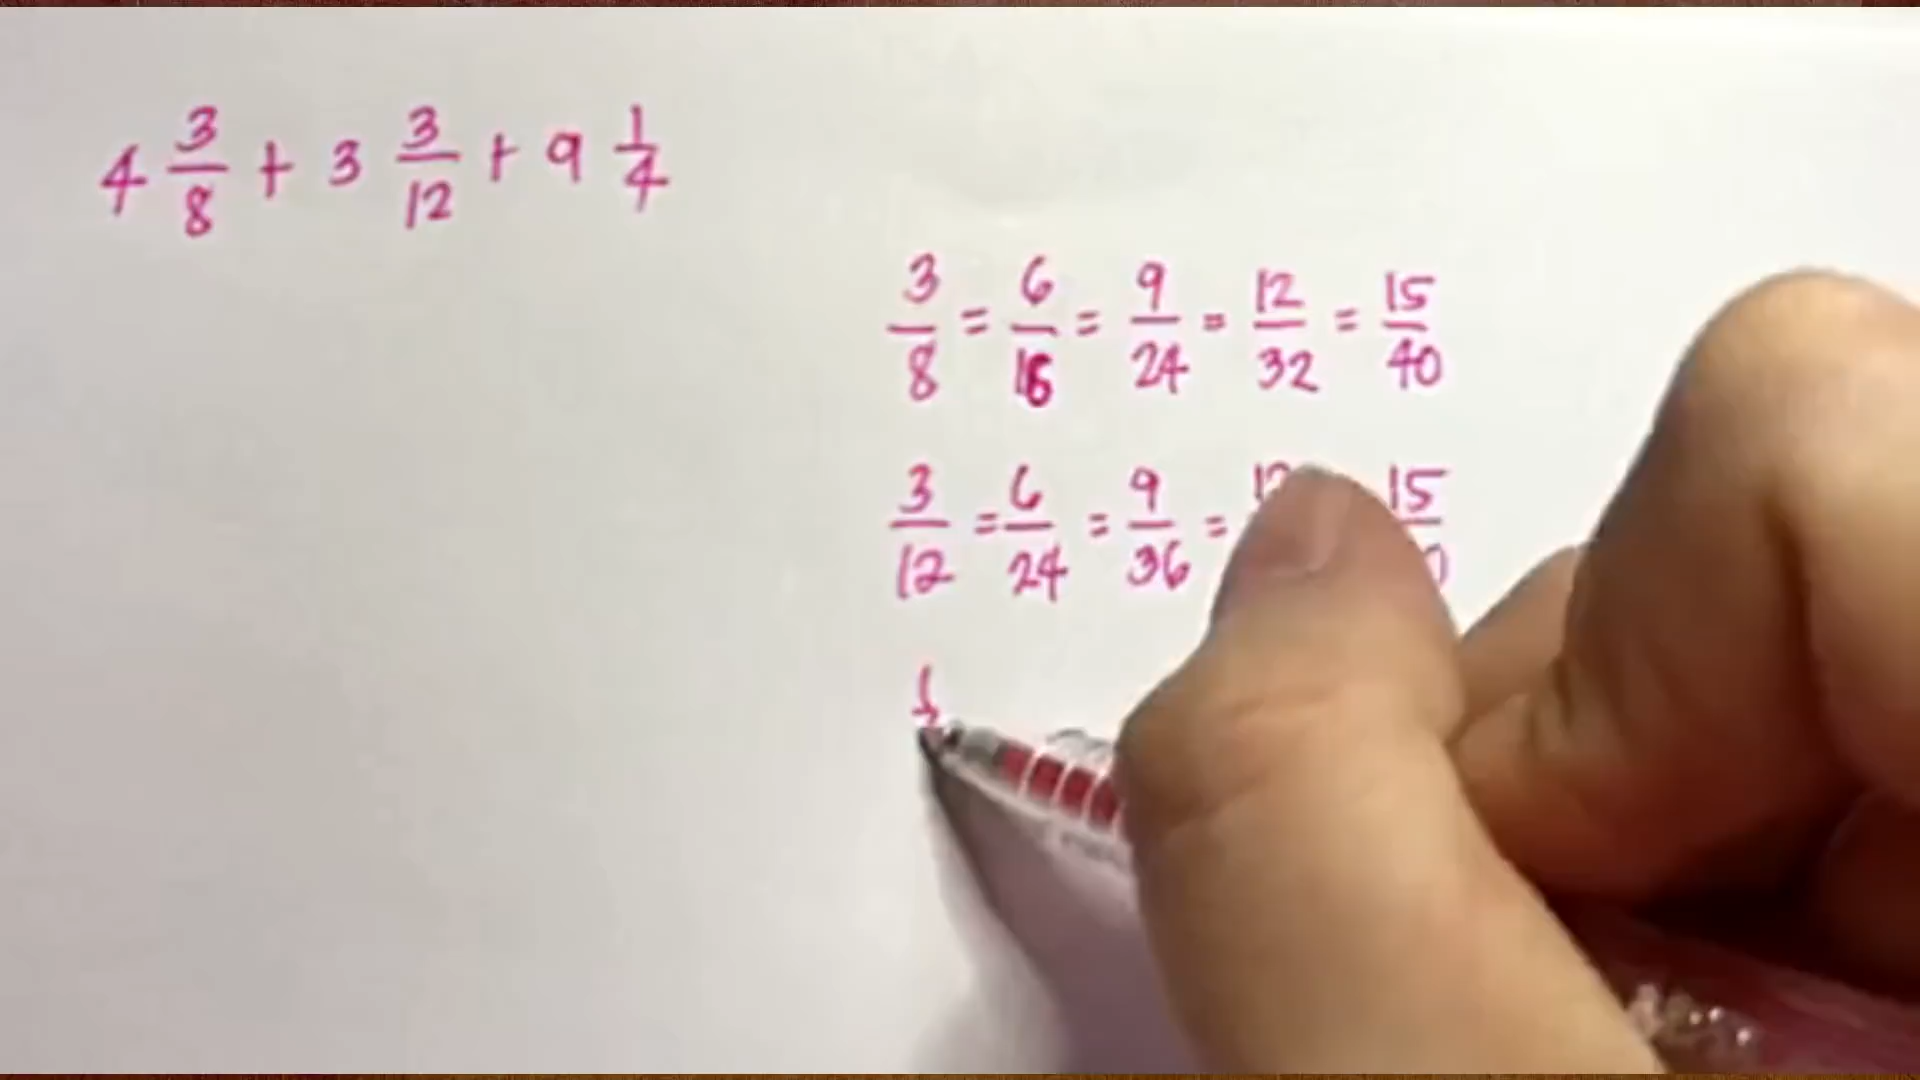 4 3/8 + 3 3/12 + 9 1/4
3/8 = 6/16 = 9/24 = 12/32 = 15/40
3/12 = 6/24 = 9/36 =